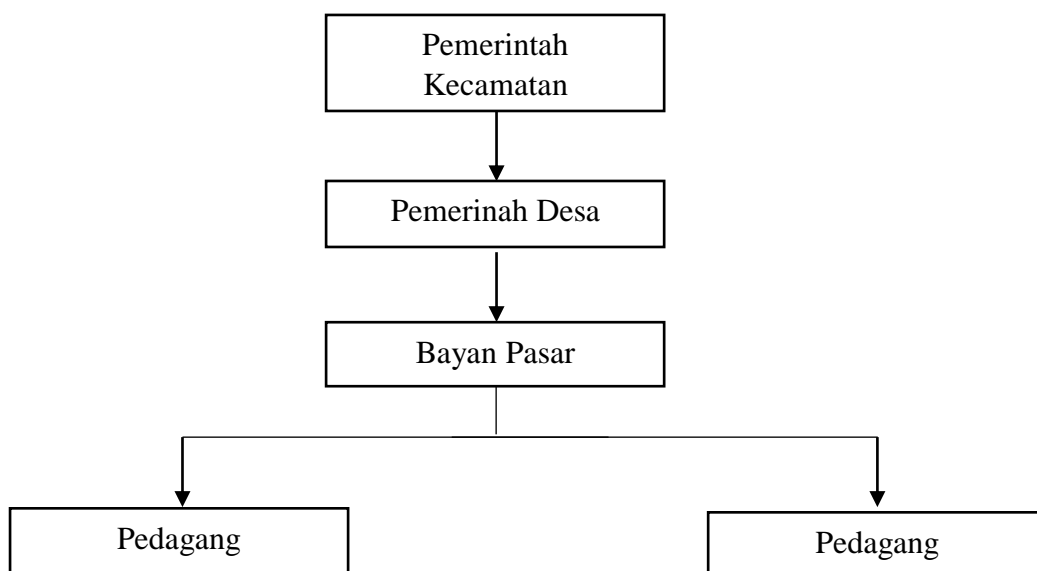 Pemerintah
Kecamatan
Pemerinah Desa
Bayan Pasar
Pedagang
Pedagang